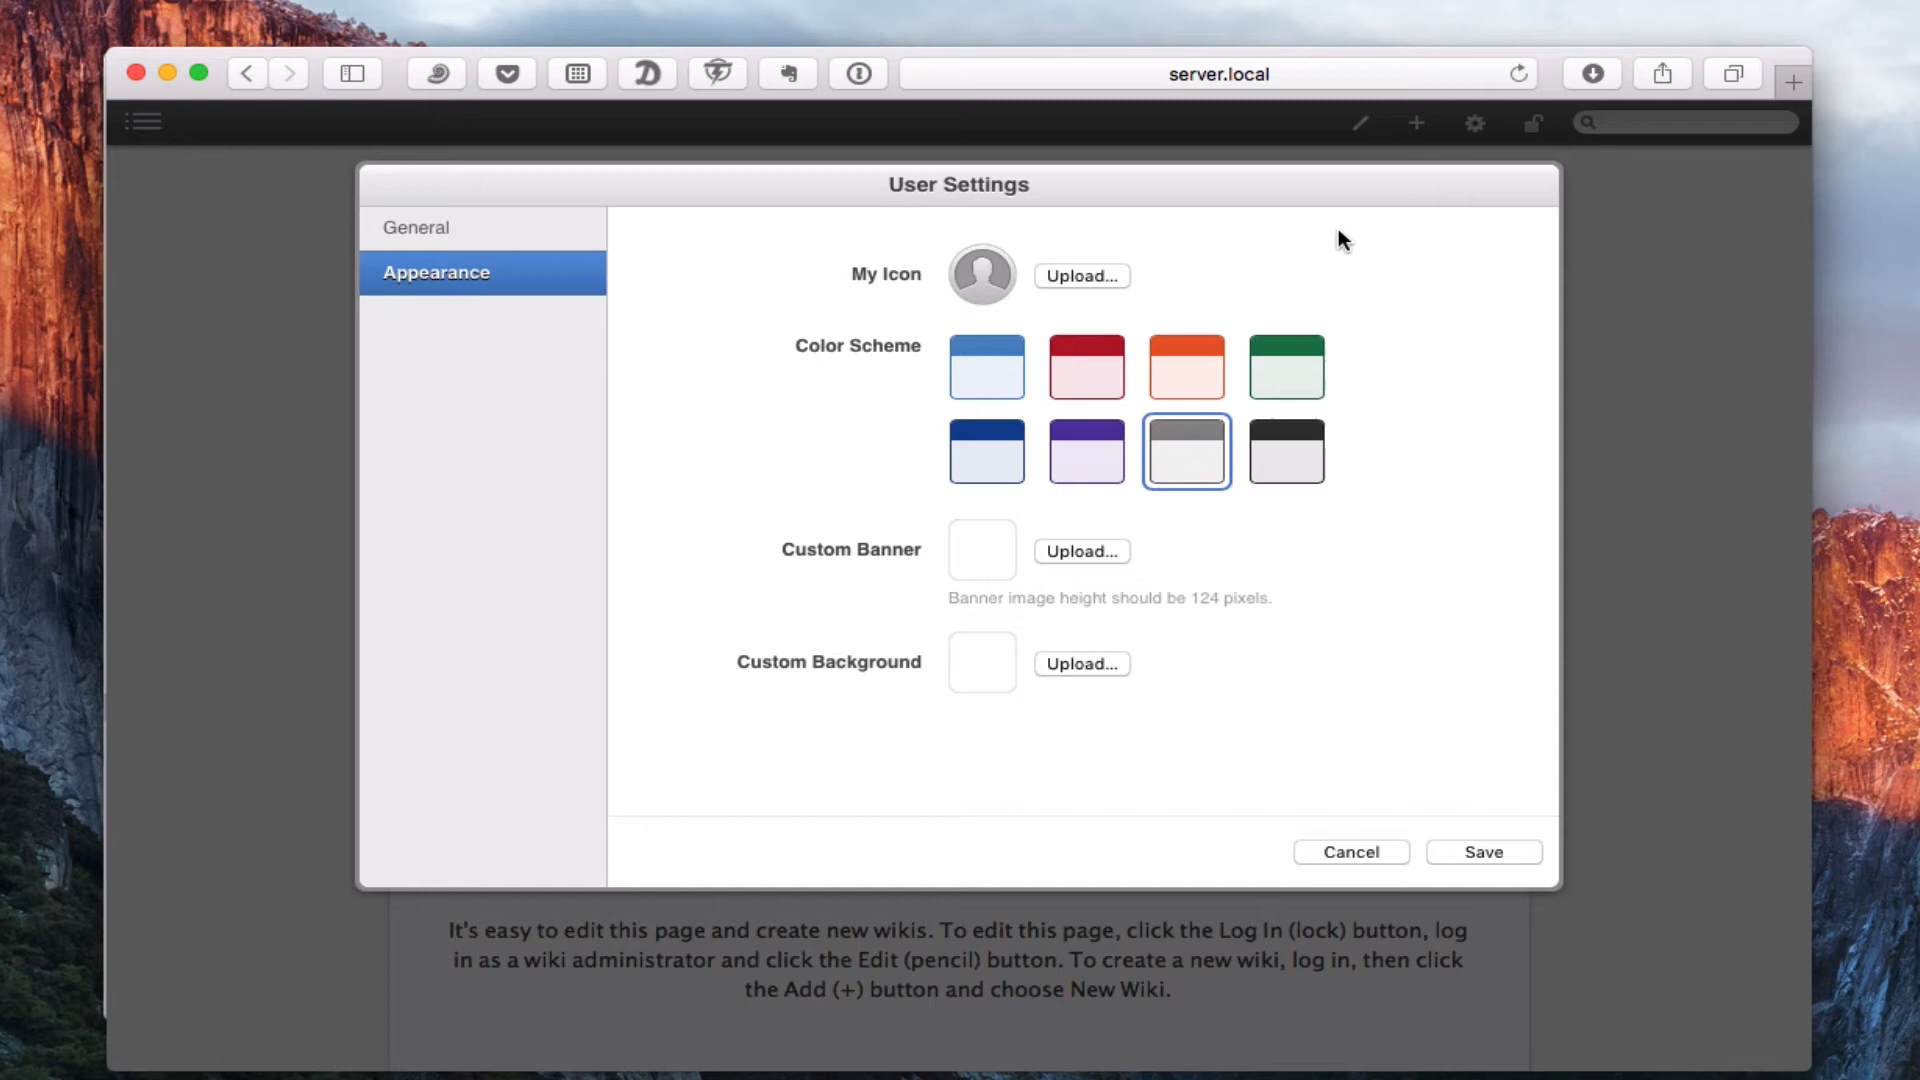 server.local
User Settings
General
Appearance
My Icon
Upload...
Color Scheme
Custom Banner
Upload...
Banner image height should be 124 pixels.
Custom Background
Upload...
Cancel
Save
It's easy to edit this page and create new wikis. To edit this page, click the Log In (lock) button, log
in as a wiki administrator and click the Edit (pencil) button. To create a new wiki, log in, then click
the Add (+) button and choose New Wiki.